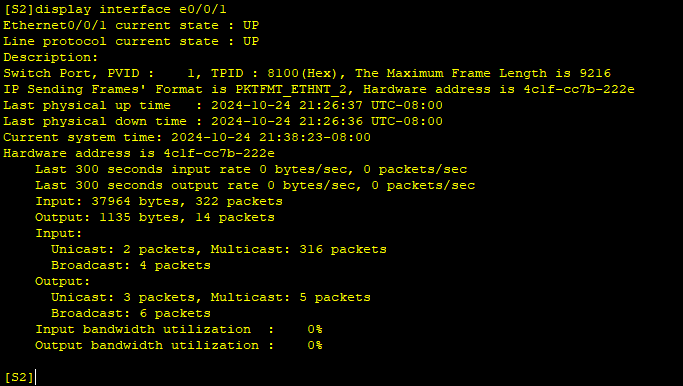 [S2]display interface e0/0/1
Ethernet0/0/1 current state : UP
Line protocol current state : UP
Description:
Switch Port, PVID :    1, TPID : 8100(Hex), The Maximum Frame Length is 9216
IP Sending Frames' Format is PKTFMT_ETHNT_2, Hardware address is 4c1f-cc7b-222e
Last physical up time   : 2024-10-24 21:26:37 UTC-08:00
Last physical down time : 2024-10-24 21:26:36 UTC-08:00
Current system time: 2024-10-24 21:38:23-08:00
Hardware address is 4c1f-cc7b-222e
    Last 300 seconds input rate 0 bytes/sec, 0 packets/sec
    Last 300 seconds output rate 0 bytes/sec, 0 packets/sec
    Input: 37964 bytes, 322 packets
    Output: 1135 bytes, 14 packets
    Input:
      Unicast: 2 packets, Multicast: 316 packets
      Broadcast: 4 packets
    Output:
      Unicast: 3 packets, Multicast: 5 packets
      Broadcast: 6 packets
    Input bandwidth utilization  :    0%
    Output bandwidth utilization :    0%
[S2]